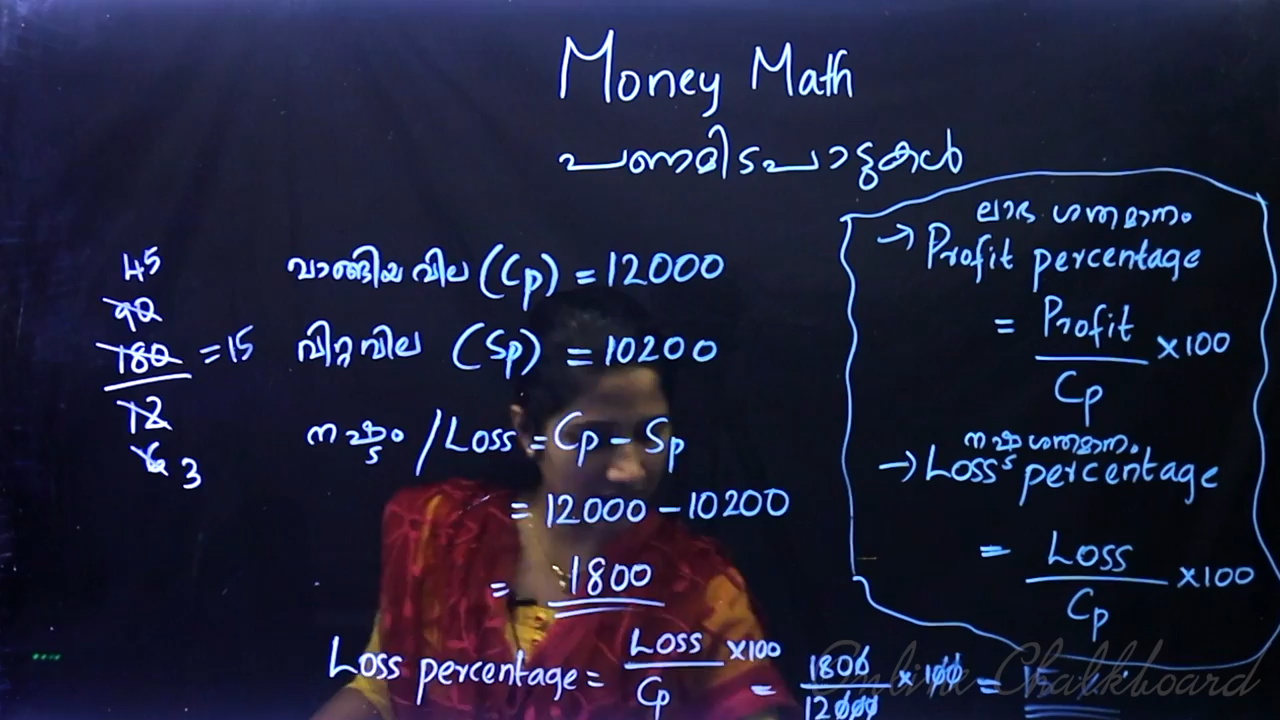 Money Math
പണമിടപാടുകൾ
45
90
180 = 15
12
6 3
വാങ്ങിയ വില (Cp) = 12000
വിറ്റവില (Sp) = 10200
നഷ്ടം / Loss = Cp - Sp
= 12000 - 10200
= 1800
Loss percentage = Loss ×100
Cp
= 1800 × 100 = 15 %
12000
ലാഭ ശതമാനം
→ Profit percentage
= Profit ×100
Cp
നഷ്ട ശതമാനം
→ Loss percentage
= Loss ×100
Cp
Online Chalkboard